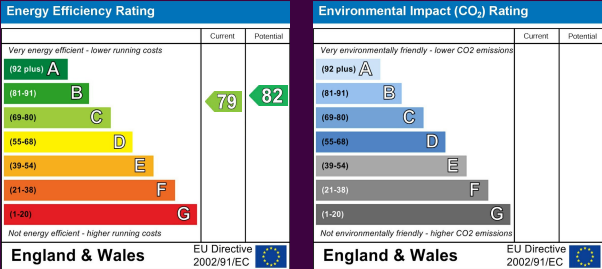 Energy Efficiency Rating
Current Potential
Very energy efficient - lower running costs
(92 plus) A
(81-91) B
(69-80) C
(55-68) D
(39-54) E
(21-38) F
(1-20) G
79
82
Not energy efficient - higher running costs
England & Wales
EU Directive
2002/91/EC
Environmental Impact (CO₂) Rating
Current Potential
Very environmentally friendly - lower CO2 emissions
(92 plus) A
(81-91) B
(69-80) C
(55-68) D
(39-54) E
(21-38) F
(1-20) G
Not environmentally friendly - higher CO2 emissions
England & Wales
EU Directive
2002/91/EC